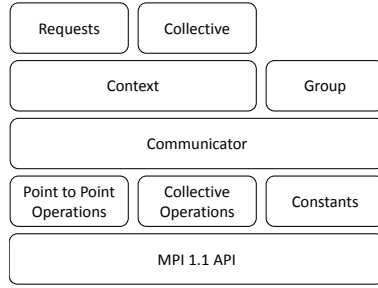 Requests
Collective
Context
Group
Communicator
Point to Point
Operations
Collective
Operations
Constants
MPI 1.1 API